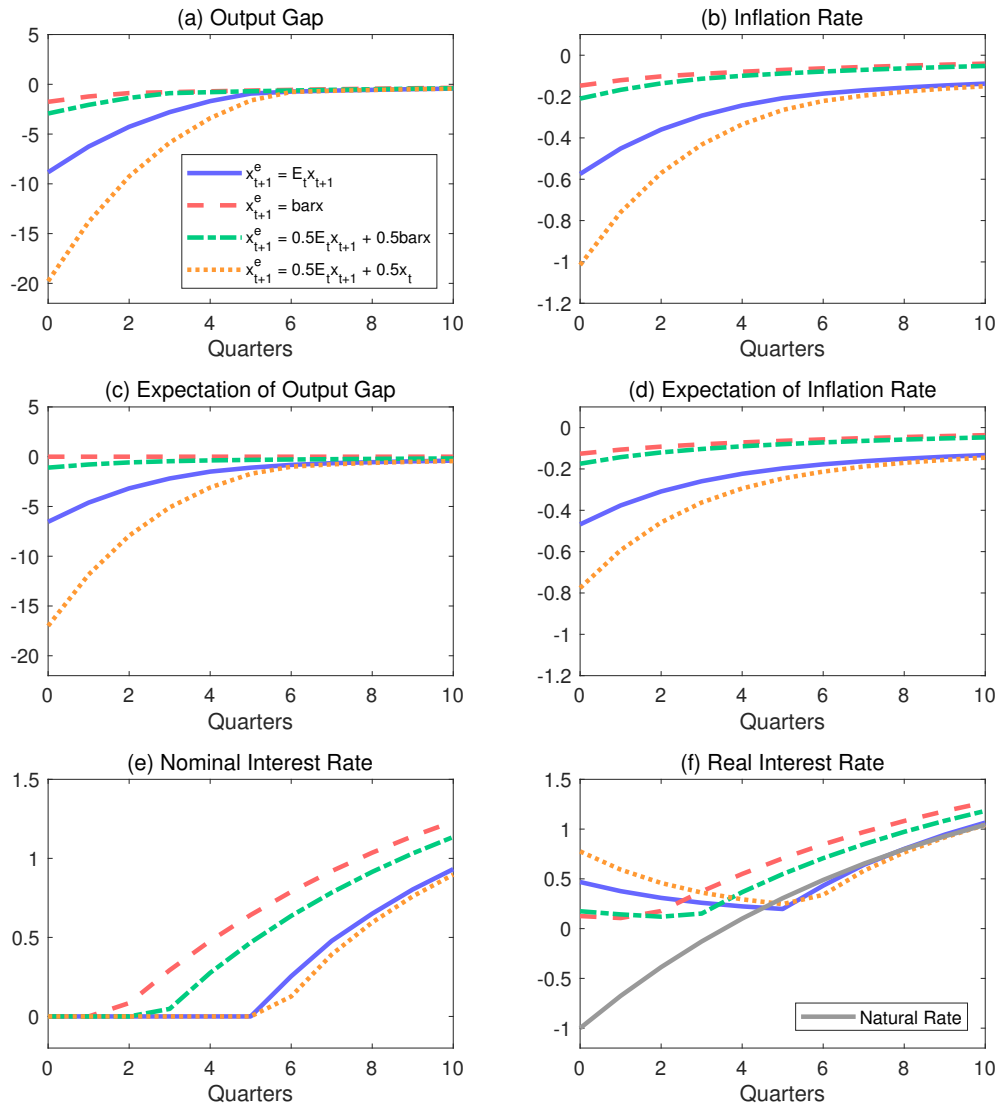 (a) Output Gap
5
0
-5
-10
-15
-20
0 2 4 6 8 10
Quarters
x^e_{t+1} = E_t x_{t+1}
x^e_{t+1} = barx
x^e_{t+1} = 0.5E_t x_{t+1} + 0.5barx
x^e_{t+1} = 0.5E_t x_{t+1} + 0.5x_t
(b) Inflation Rate
0
-0.2
-0.4
-0.6
-0.8
-1
-1.2
0 2 4 6 8 10
Quarters
(c) Expectation of Output Gap
5
0
-5
-10
-15
-20
0 2 4 6 8 10
Quarters
(d) Expectation of Inflation Rate
0
-0.2
-0.4
-0.6
-0.8
-1
-1.2
0 2 4 6 8 10
Quarters
(e) Nominal Interest Rate
1.5
1
0.5
0
0 2 4 6 8 10
Quarters
(f) Real Interest Rate
1.5
1
0.5
0
-0.5
-1
0 2 4 6 8 10
Quarters
Natural Rate